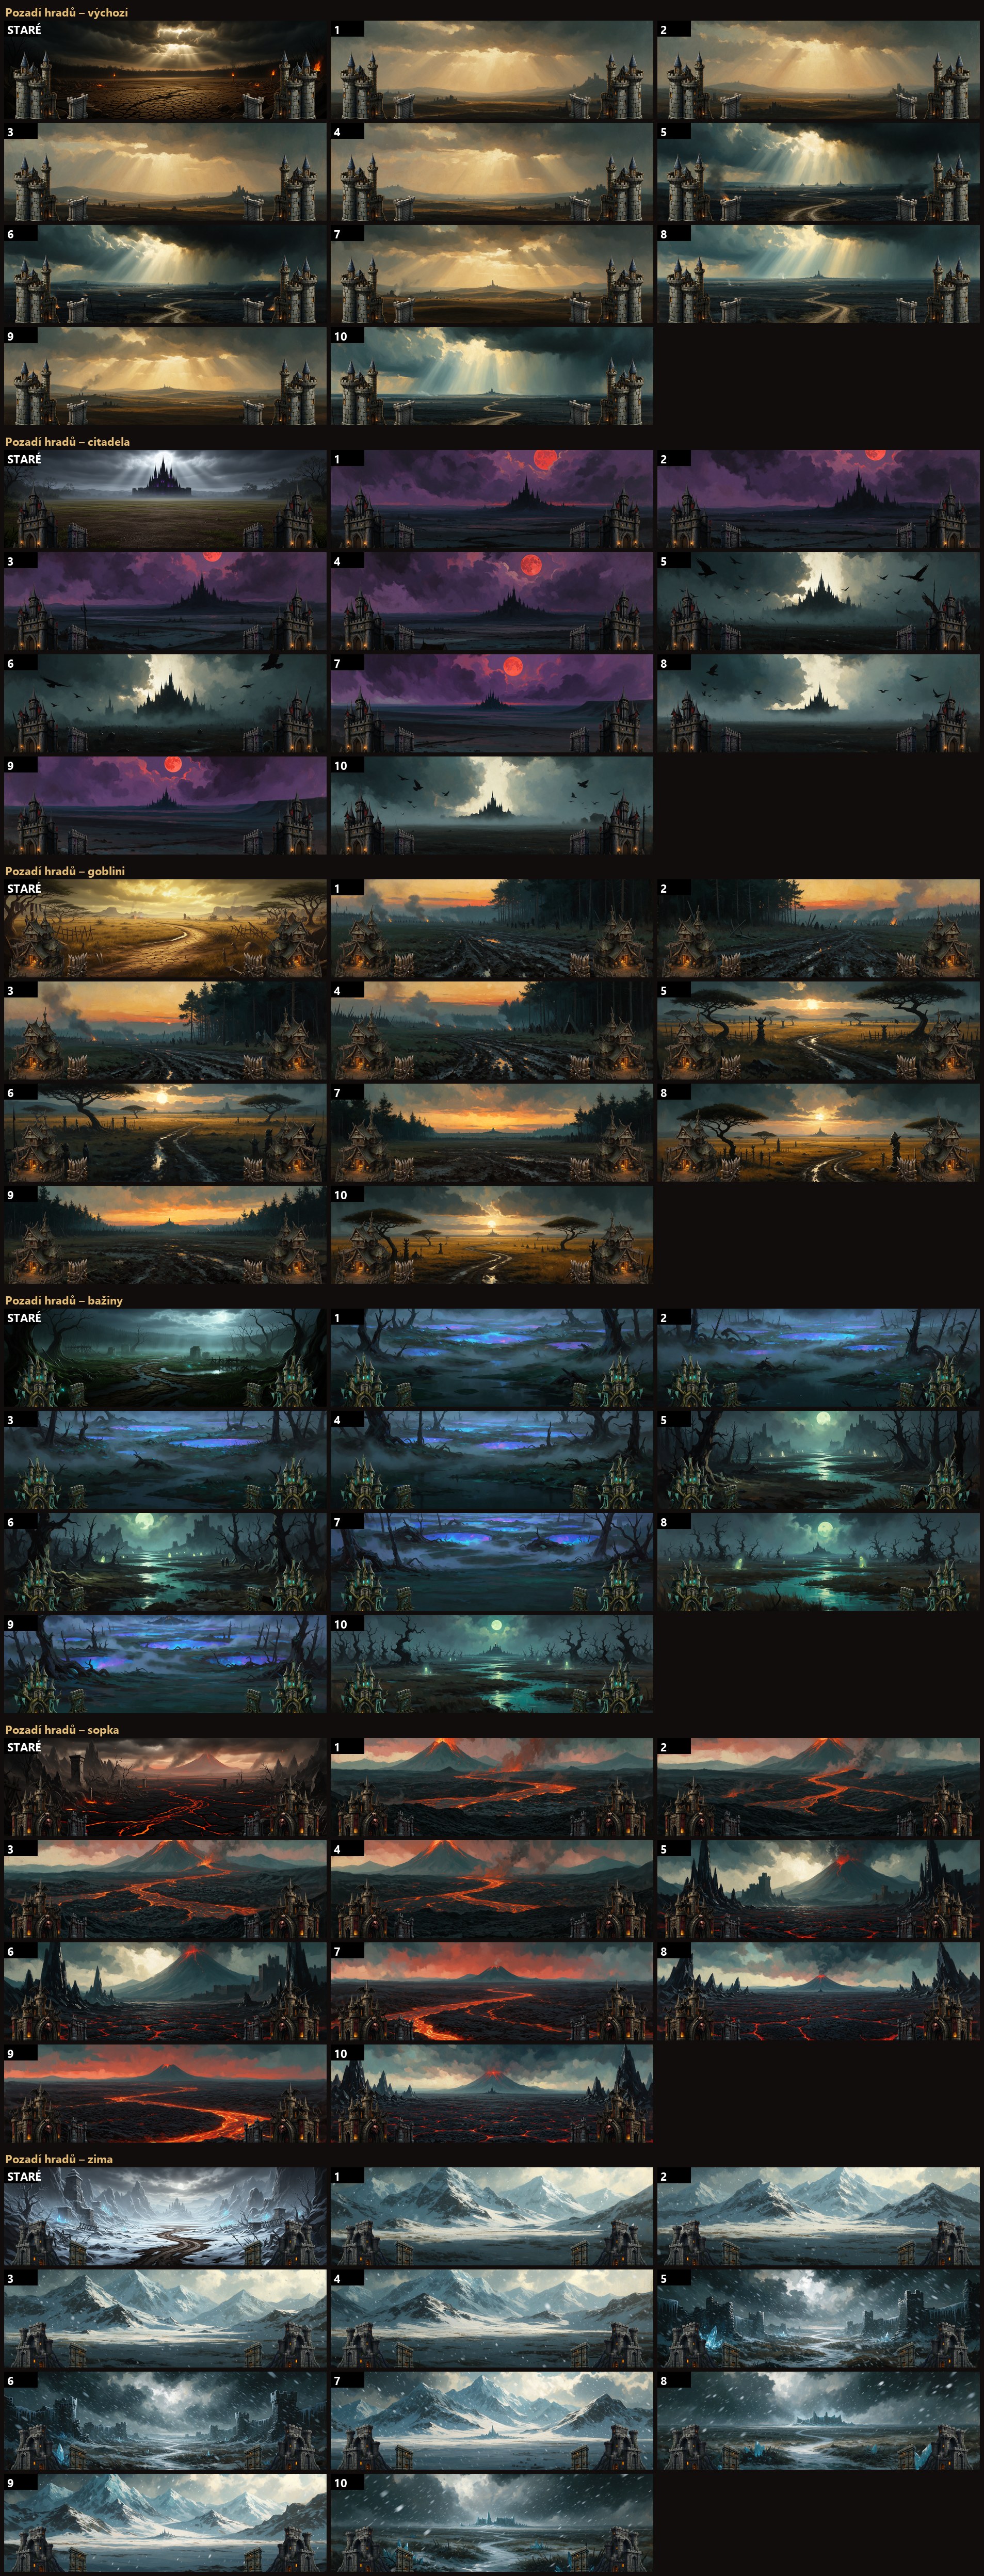 Pozadí hradů – výchozí
STARÉ 1 2
3 4 5
6 7 8
9 10
Pozadí hradů – citadela
STARÉ 1 2
3 4 5
6 7 8
9 10
Pozadí hradů – goblini
STARÉ 1 2
3 4 5
6 7 8
9 10
Pozadí hradů – bažiny
STARÉ 1 2
3 4 5
6 7 8
9 10
Pozadí hradů – sopka
STARÉ 1 2
3 4 5
6 7 8
9 10
Pozadí hradů – zima
STARÉ 1 2
3 4 5
6 7 8
9 10